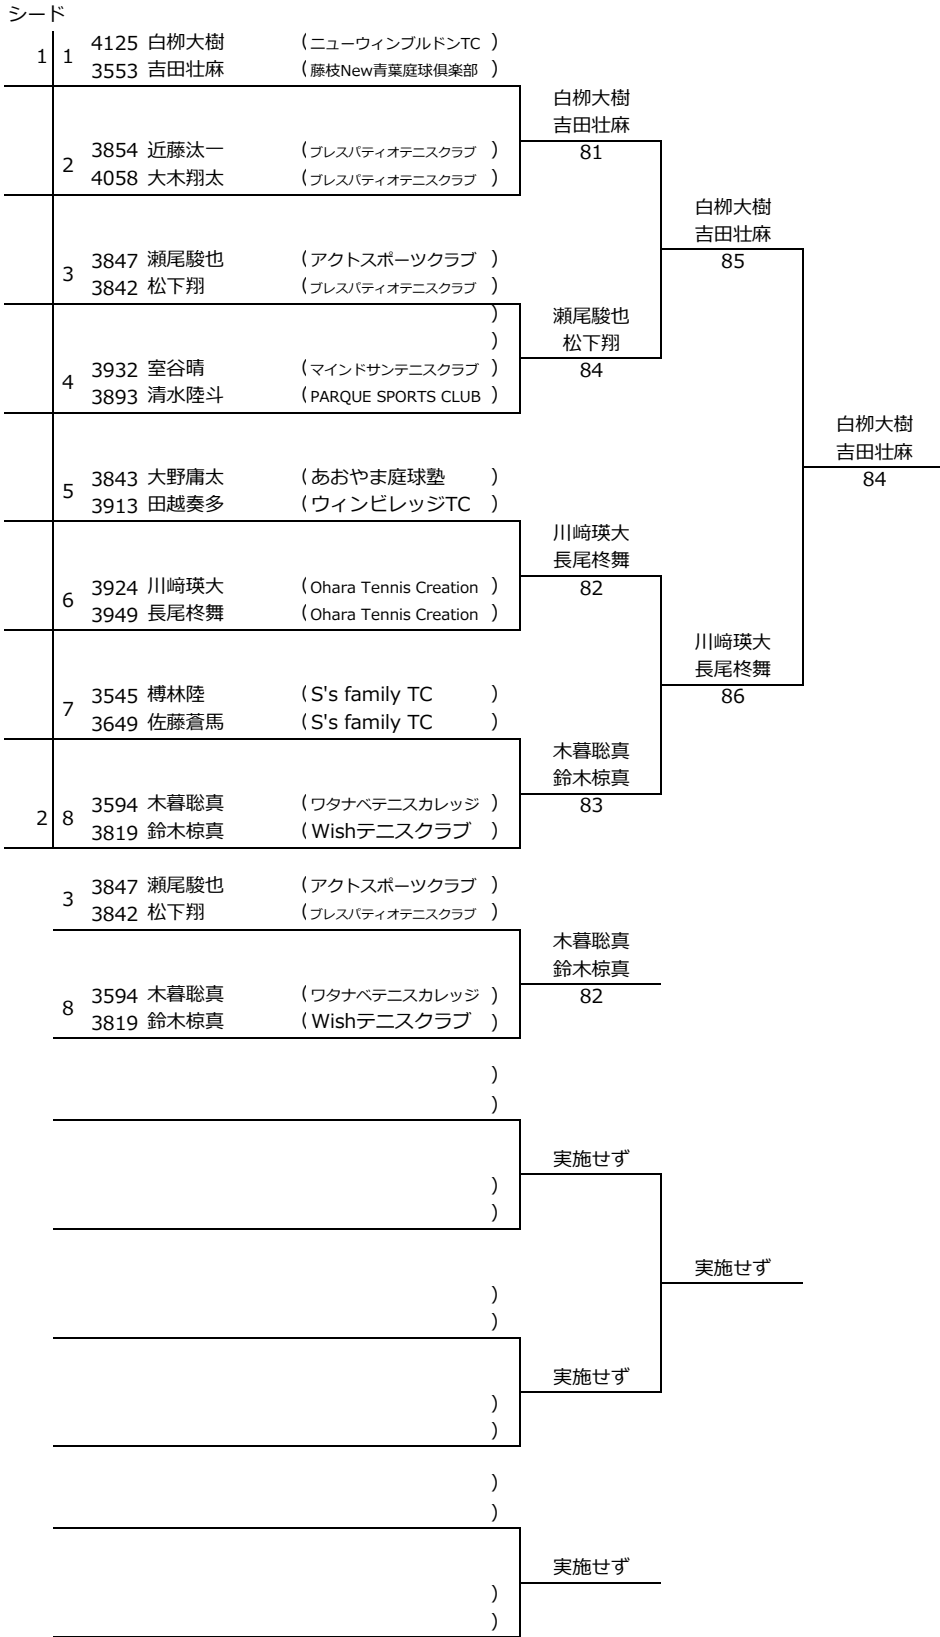 シード
1 1 4125 白栁大樹 (ニューウィンブルドンTC )
3553 吉田壮麻 (藤枝New青葉庭球倶楽部 )
白栁大樹
吉田壮麻
81
2 3854 近藤汰一 (ブレスパティオテニスクラブ )
4058 大木翔太 (ブレスパティオテニスクラブ )
白栁大樹
吉田壮麻
85
3 3847 瀬尾駿也 (アクトスポーツクラブ )
3842 松下翔 (ブレスパティオテニスクラブ )
)
)
瀬尾駿也
松下翔
84
4 3932 室谷晴 (マインドサンテニスクラブ )
3893 清水陸斗 (PARQUE SPORTS CLUB )
白栁大樹
吉田壮麻
84
5 3843 大野庸太 (あおやま庭球塾 )
3913 田越奏多 (ウィンビレッジTC )
川﨑瑛大
長尾柊舞
82
6 3924 川﨑瑛大 (Ohara Tennis Creation )
3949 長尾柊舞 (Ohara Tennis Creation )
川﨑瑛大
長尾柊舞
86
7 3545 榑林陸 (S's family TC )
3649 佐藤蒼馬 (S's family TC )
木暮聡真
鈴木椋真
83
2 8 3594 木暮聡真 (ワタナベテニスカレッジ )
3819 鈴木椋真 (Wishテニスクラブ )
3 3847 瀬尾駿也 (アクトスポーツクラブ )
3842 松下翔 (ブレスパティオテニスクラブ )
木暮聡真
鈴木椋真
82
8 3594 木暮聡真 (ワタナベテニスカレッジ )
3819 鈴木椋真 (Wishテニスクラブ )
)
)
実施せず
)
)
実施せず
)
)
実施せず
)
)
)
)
実施せず
)
)